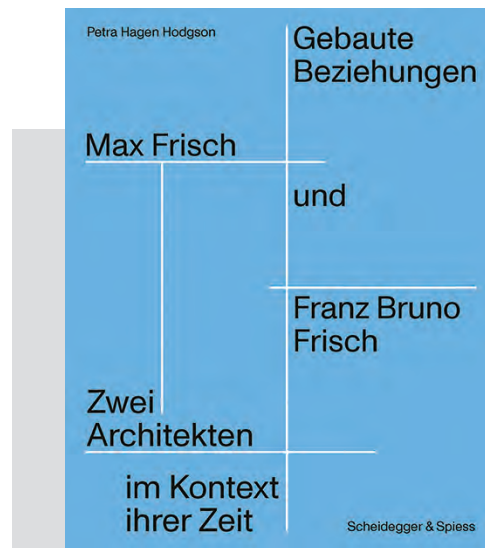 Petra Hagen Hodgson
Gebaute
Beziehungen
Max Frisch
und
Franz Bruno
Frisch
Zwei
Architekten
im Kontext
ihrer Zeit
Scheidegger & Spiess